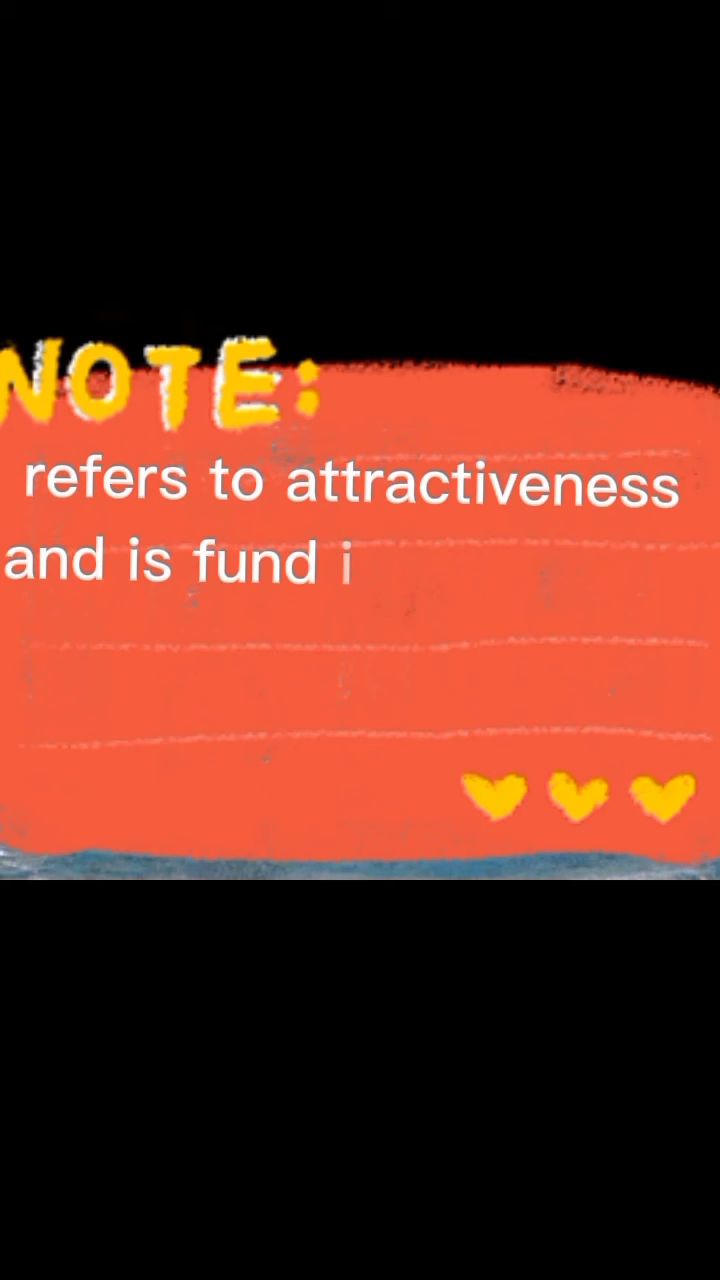 NOTE:
refers to attractiveness
and is fund i